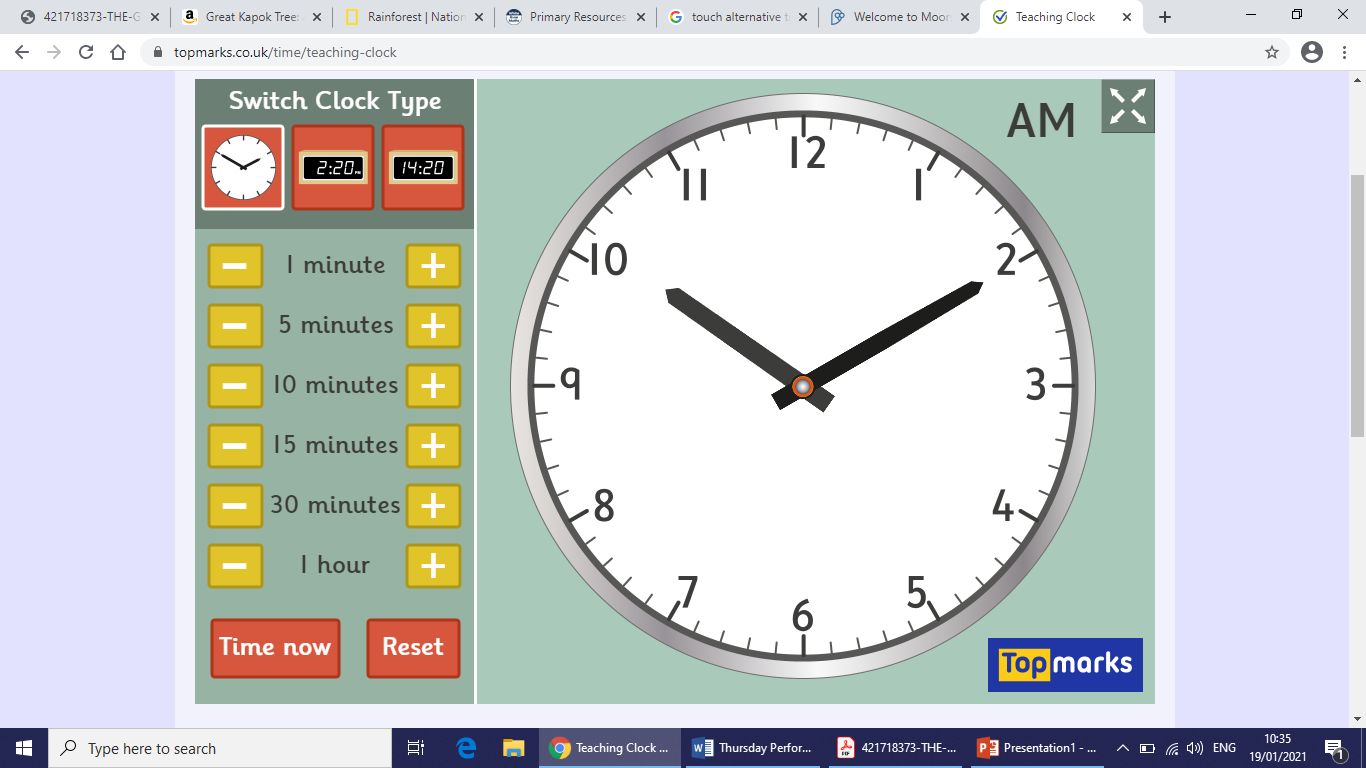 421718373-THE-G
Great Kapok Tree:
Rainforest | Nation
Primary Resources
touch alternative t
Welcome to Moor
Teaching Clock
topmarks.co.uk/time/teaching-clock
Switch Clock Type
2:20 PM
14:20
1 minute
5 minutes
10 minutes
15 minutes
30 minutes
1 hour
Time now
Reset
AM
12
1
2
3
4
5
6
7
8
9
10
11
Topmarks
Type here to search
Teaching Clock ...
Thursday Perfor...
421718373-THE-...
Presentation1 - ...
ENG
10:35
19/01/2021
1